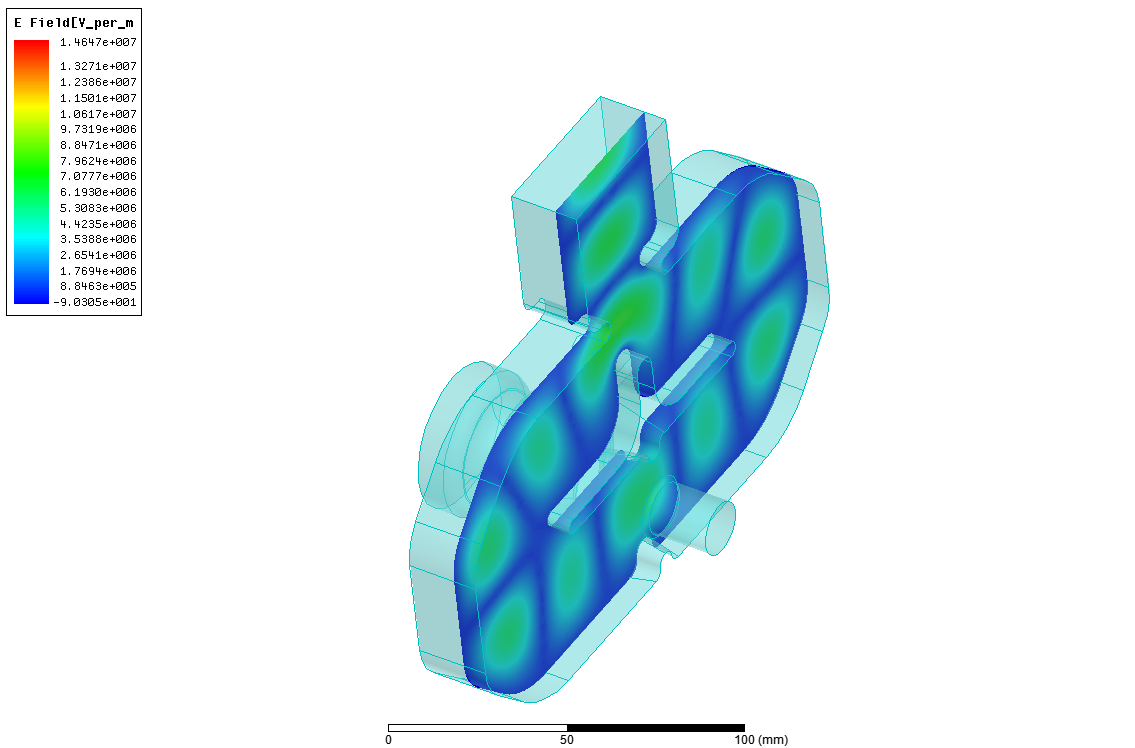 E Field[V_per_m
1.4647e+007
1.3271e+007
1.2386e+007
1.1501e+007
1.0617e+007
9.7319e+006
8.8471e+006
7.9624e+006
7.0777e+006
6.1930e+006
5.3083e+006
4.4235e+006
3.5388e+006
2.6541e+006
1.7694e+006
8.8463e+005
-9.0305e+001
0 50 100 (mm)